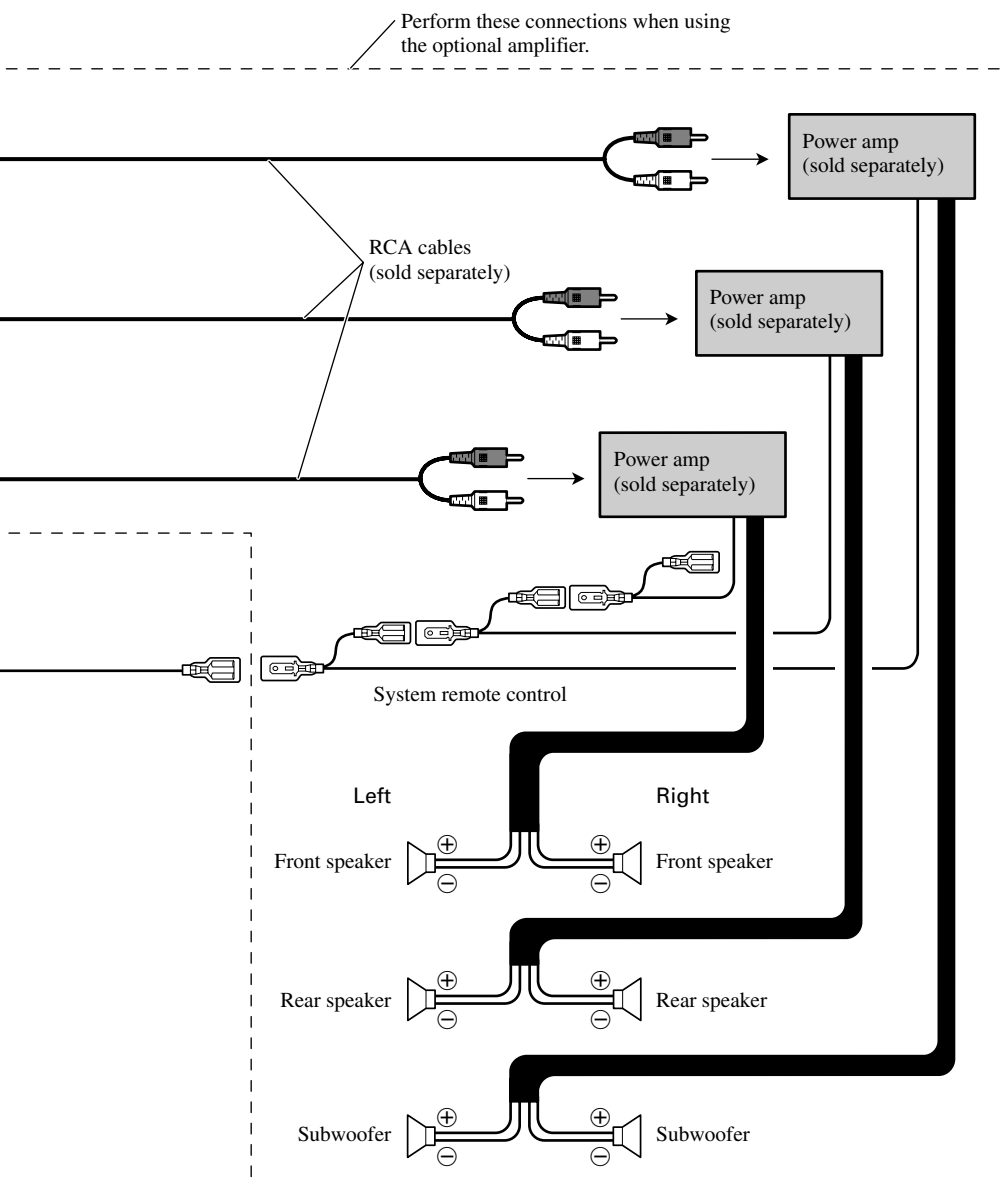 Perform these connections when using
the optional amplifier.
Power amp
(sold separately)
RCA cables
(sold separately)
Power amp
(sold separately)
Power amp
(sold separately)
System remote control
Left
Right
+
+
Front speaker
Front speaker
−
−
+
+
Rear speaker
Rear speaker
−
−
+
+
Subwoofer
Subwoofer
−
−